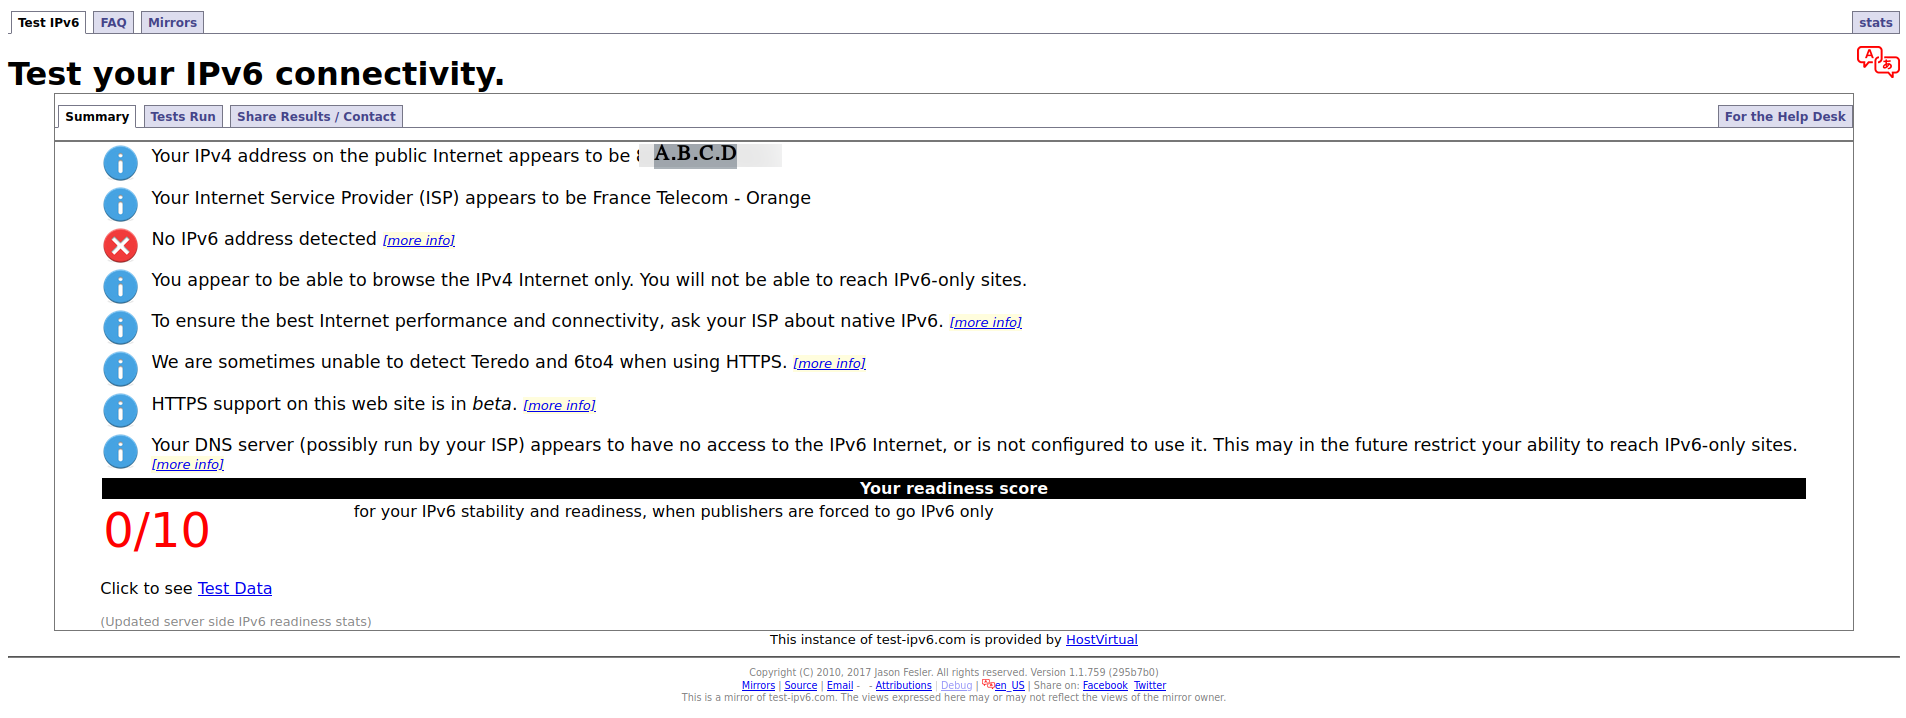 Test IPv6 FAQ Mirrors stats
Test your IPv6 connectivity.
Summary Tests Run Share Results / Contact For the Help Desk
Your IPv4 address on the public Internet appears to be A.B.C.D
Your Internet Service Provider (ISP) appears to be France Telecom - Orange
No IPv6 address detected [more info]
You appear to be able to browse the IPv4 Internet only. You will not be able to reach IPv6-only sites.
To ensure the best Internet performance and connectivity, ask your ISP about native IPv6. [more info]
We are sometimes unable to detect Teredo and 6to4 when using HTTPS. [more info]
HTTPS support on this web site is in beta. [more info]
Your DNS server (possibly run by your ISP) appears to have no access to the IPv6 Internet, or is not configured to use it. This may in the future restrict your ability to reach IPv6-only sites.
[more info]
Your readiness score
0/10 for your IPv6 stability and readiness, when publishers are forced to go IPv6 only
Click to see Test Data
(Updated server side IPv6 readiness stats)
This instance of test-ipv6.com is provided by HostVirtual
Copyright (C) 2010, 2017 Jason Fesler. All rights reserved. Version 1.1.759 (295b7b0)
Mirrors | Source | Email - - Attributions | Debug | en_US | Share on: Facebook Twitter
This is a mirror of test-ipv6.com. The views expressed here may or may not reflect the views of the mirror owner.